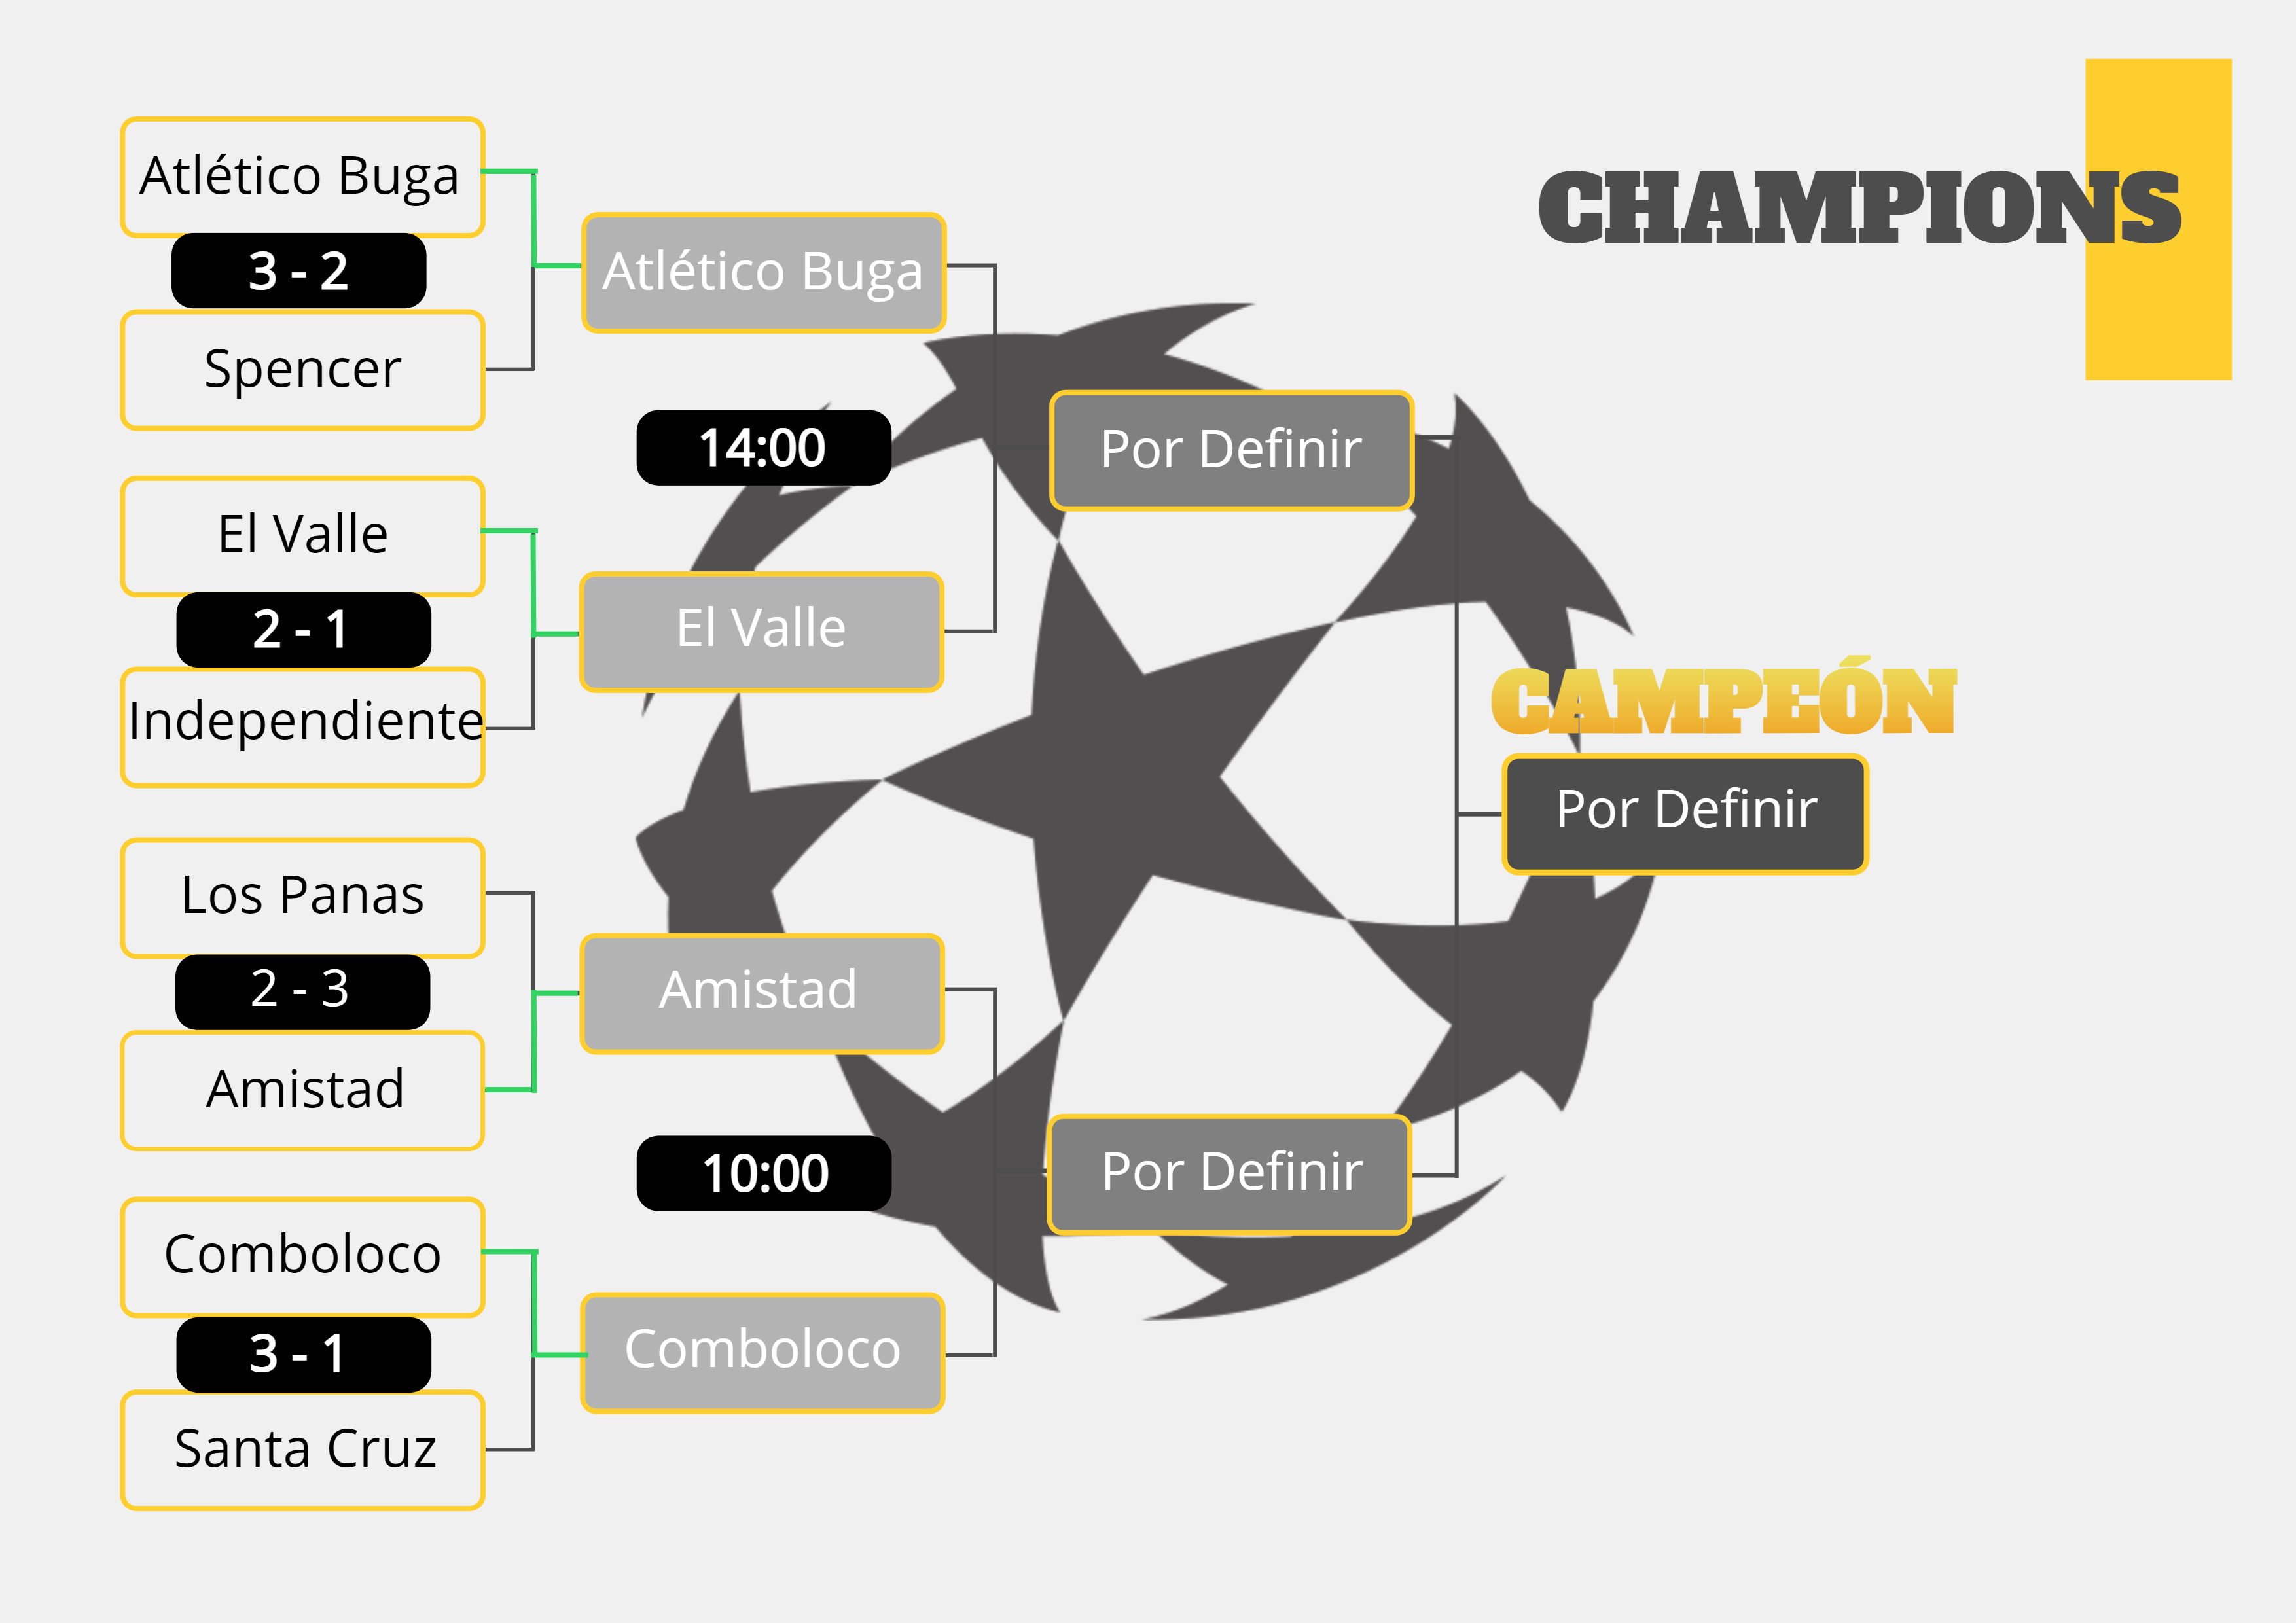 CHAMPIONS
Atlético Buga
3 - 2
Spencer
El Valle
2 - 1
Independiente
Los Panas
2 - 3
Amistad
Comboloco
3 - 1
Santa Cruz
Atlético Buga
14:00
El Valle
Amistad
10:00
Comboloco
Por Definir
Por Definir
CAMPEÓN
Por Definir